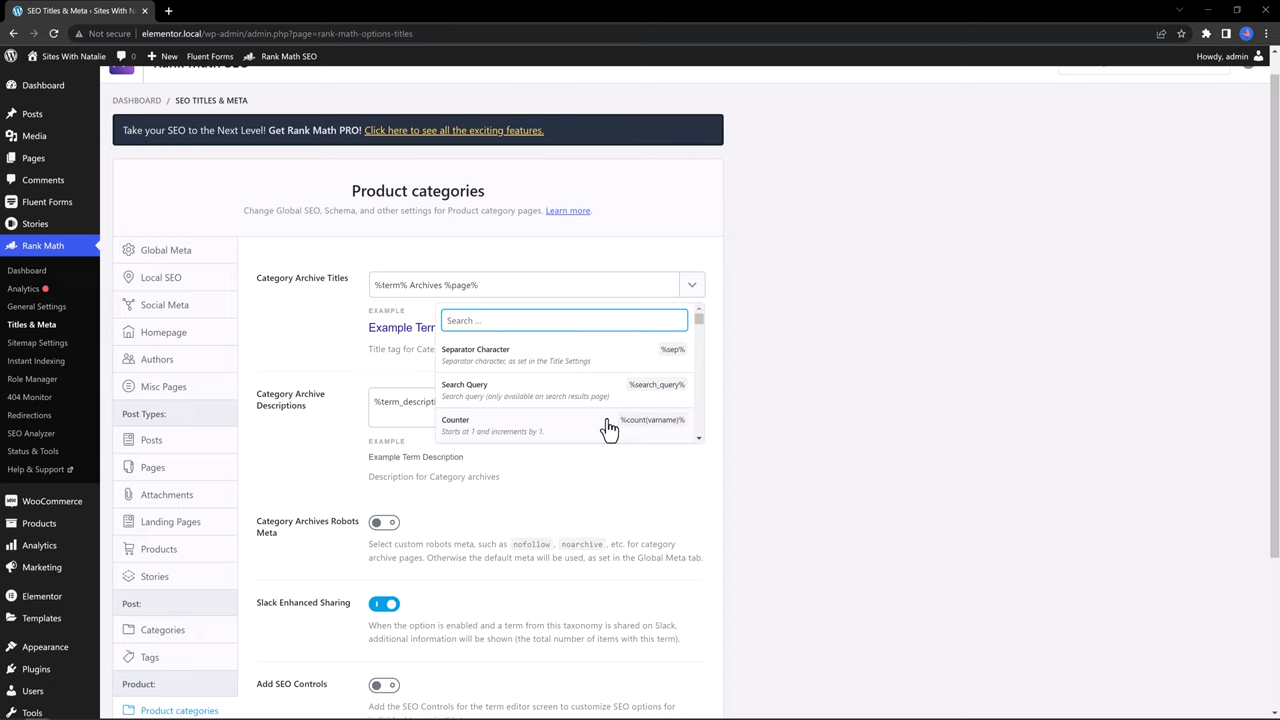 SEO Titles & Meta ‹ Sites With N
Not secure
elementor.local/wp-admin/admin.php?page=rank-math-options-titles
Sites With Natalie
0
New
Fluent Forms
Rank Math SEO
Howdy, admin
Rank Math SEO
DASHBOARD / SEO TITLES & META
Take your SEO to the Next Level! Get Rank Math PRO! Click here to see all the exciting features.
Product categories
Change Global SEO, Schema, and other settings for Product category pages. Learn more.
Dashboard
Posts
Media
Pages
Comments
Fluent Forms
Stories
Rank Math
Dashboard
Analytics
General Settings
Titles & Meta
Sitemap Settings
Instant Indexing
Role Manager
404 Monitor
Redirections
SEO Analyzer
Status & Tools
Help & Support
WooCommerce
Products
Analytics
Marketing
Elementor
Templates
Appearance
Plugins
Users
Tools
Global Meta
Local SEO
Social Meta
Homepage
Authors
Misc Pages
Post Types:
Posts
Pages
Attachments
Landing Pages
Products
Stories
Post:
Categories
Tags
Product:
Product categories
Category Archive Titles
%term% Archives %page%
EXAMPLE
Example Terr
Title tag for Cate
Search ...
Separator Character
%sep%
Separator character, as set in the Title Settings
Search Query
%search_query%
Search query (only available on search results page)
Counter
%count(varname)%
Starts at 1 and increments by 1.
Category Archive
Descriptions
%term_descripti
EXAMPLE
Example Term Description
Description for Category archives
Category Archives Robots
Meta
Select custom robots meta, such as nofollow, noarchive, etc. for category
archive pages. Otherwise the default meta will be used, as set in the Global Meta tab.
Slack Enhanced Sharing
When the option is enabled and a term from this taxonomy is shared on Slack,
additional information will be shown (the total number of items with this term).
Add SEO Controls
Add the SEO Controls for the term editor screen to customize SEO options for